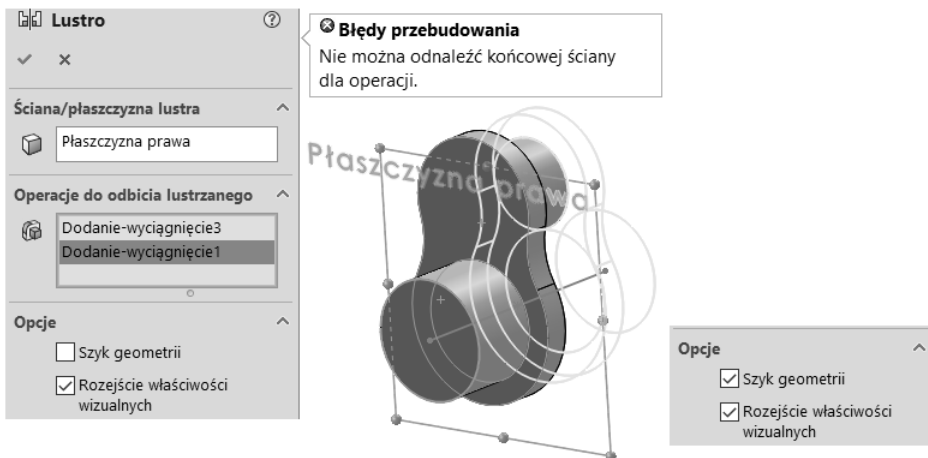 Lustro
Błędy przebudowania
Nie można odnaleźć końcowej ściany
dla operacji.
Ściana/płaszczyzna lustra
Płaszczyzna prawa
Operacje do odbicia lustrzanego
Dodanie-wyciągnięcie3
Dodanie-wyciągnięcie1
Opcje
Szyk geometrii
Rozejście właściwości
wizualnych
Płaszczyzna prawa
Opcje
Szyk geometrii
Rozejście właściwości
wizualnych